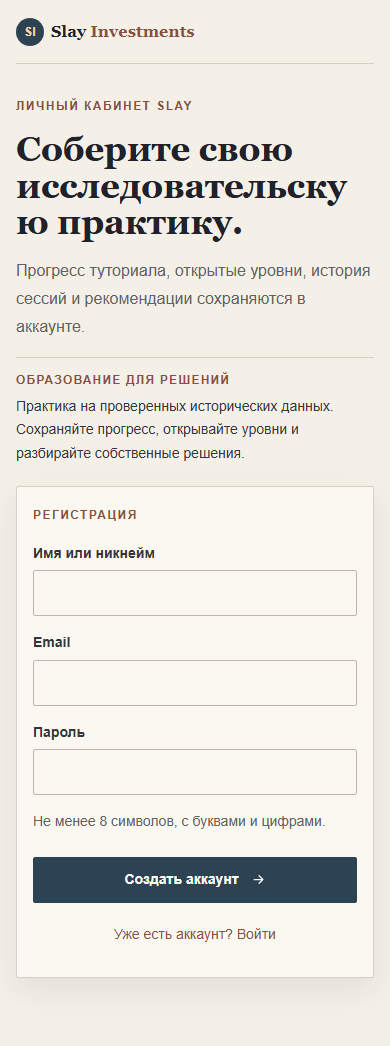 SI Slay Investments
ЛИЧНЫЙ КАБИНЕТ SLAY
Соберите свою
исследовательску
ю практику.
Прогресс туториала, открытые уровни, история
сессий и рекомендации сохраняются в
аккаунте.
ОБРАЗОВАНИЕ ДЛЯ РЕШЕНИЙ
Практика на проверенных исторических данных.
Сохраняйте прогресс, открывайте уровни и
разбирайте собственные решения.
РЕГИСТРАЦИЯ
Имя или никнейм
Email
Пароль
Не менее 8 символов, с буквами и цифрами.
Создать аккаунт →
Уже есть аккаунт? Войти